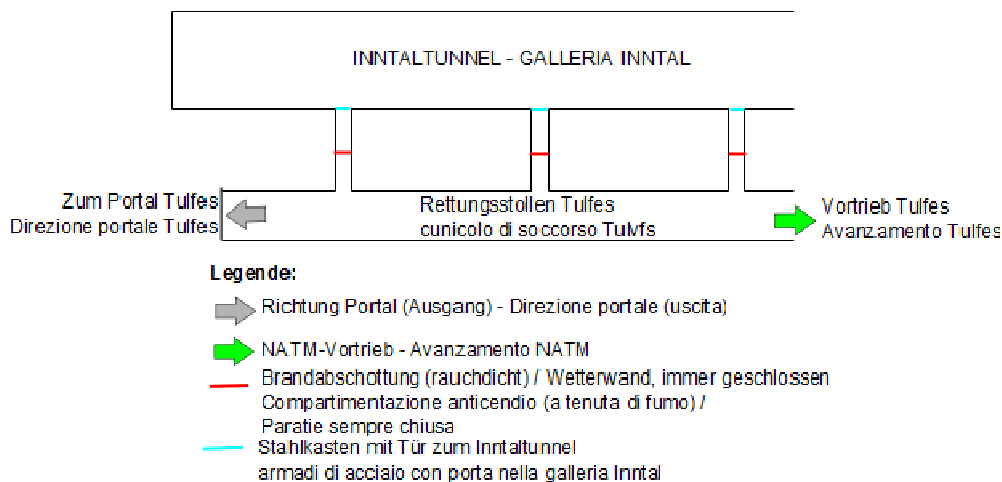 INNTALTUNNEL - GALLERIA INNTAL
Zum Portal Tulfes
Direzione portale Tulfes
Rettungsstollen Tulfes
cunicolo di soccorso Tulvfs
Vortrieb Tulfes
Avanzamento Tulfes
Legende:
Richtung Portal (Ausgang) - Direzione portale (uscita)
NATM-Vortrieb - Avanzamento NATM
Brandabschottung (rauchdicht) / Wetterwand, immer geschlossen
Compartimentazione anticendio (a tenuta di fumo) /
Paratie sempre chiusa
Stahlkasten mit Tür zum Inntaltunnel
armadi di acciaio con porta nella galleria Inntal